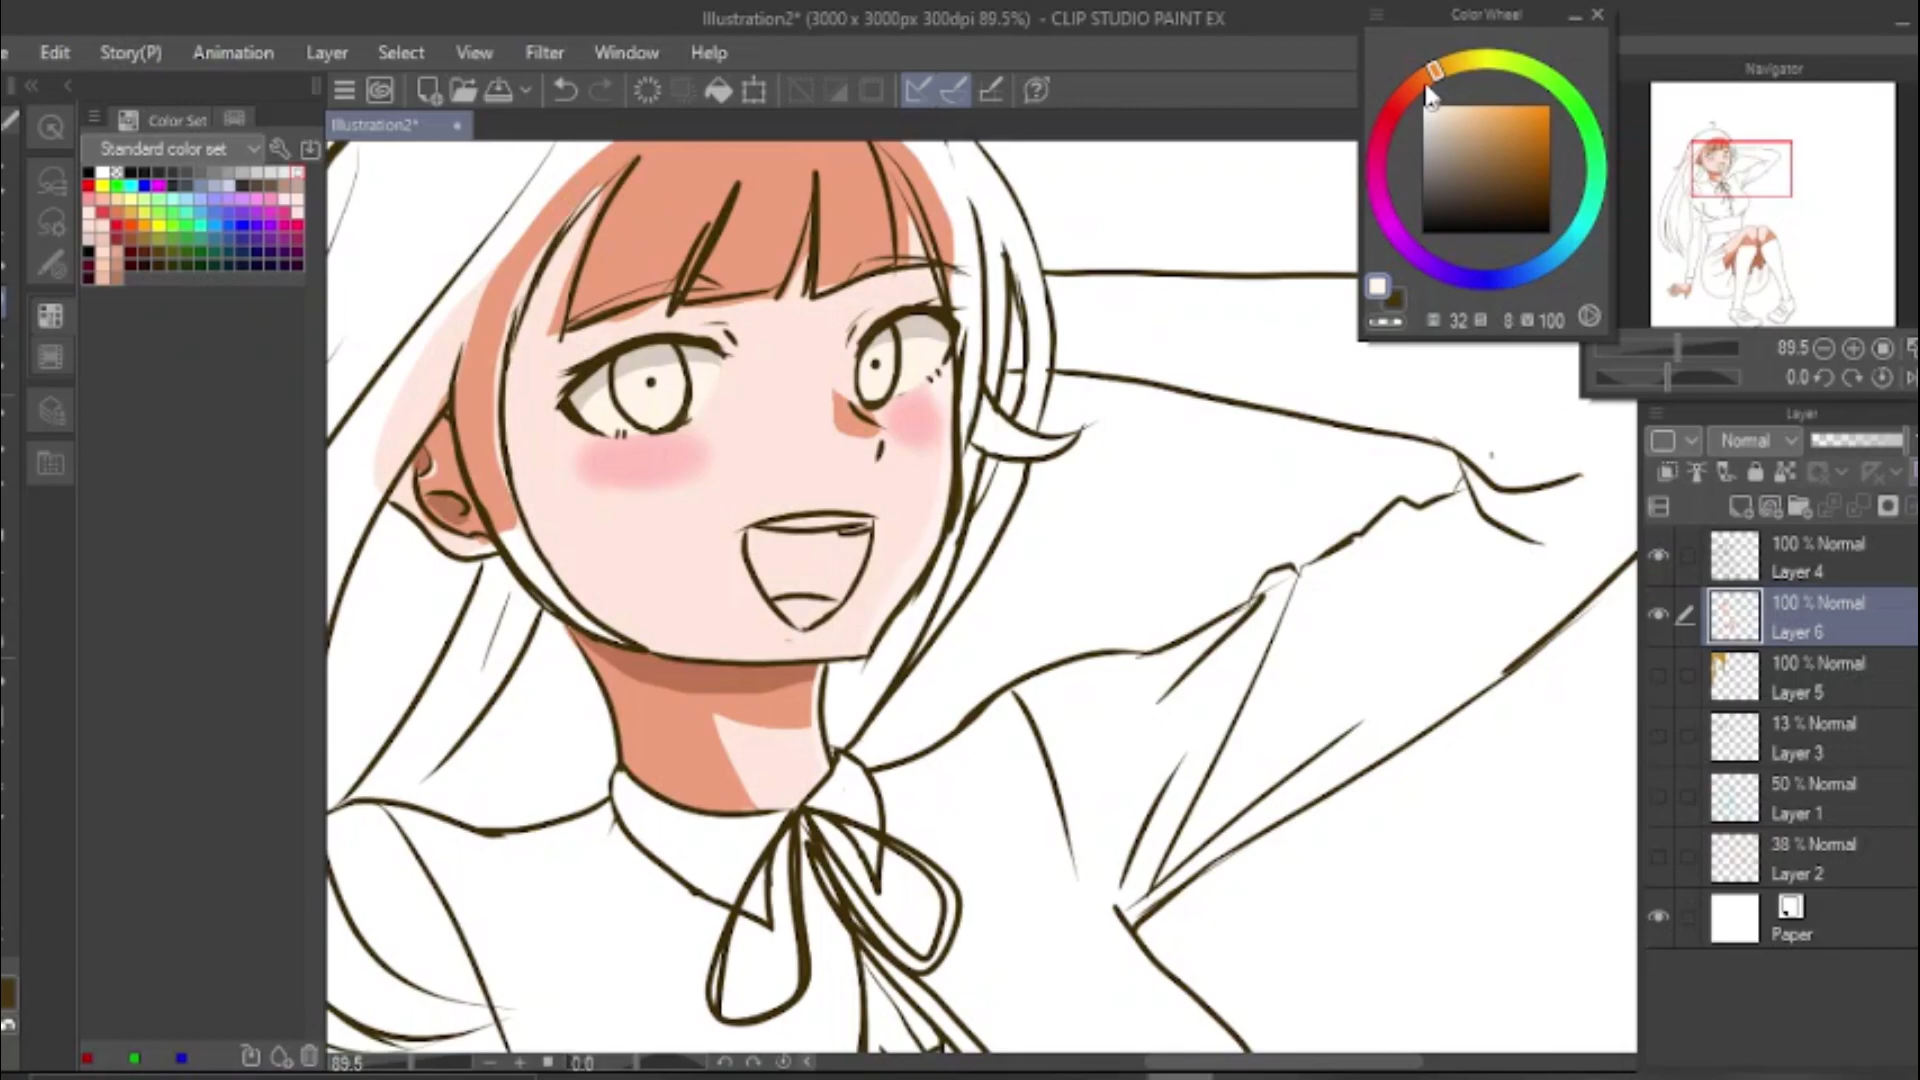 Illustration2* (3000 x 3000px 300dpi 89.5%) - CLIP STUDIO PAINT EX
Color Wheel
e Edit Story(P) Animation Layer Select View Filter Window Help
Navigator
Color Set
Illustration2*
Standard color set
32 8 100
89.5
0.0
Layer
Normal
100 % Normal
Layer 4
100 % Normal
Layer 6
100 % Normal
Layer 5
13 % Normal
Layer 3
50 % Normal
Layer 1
38 % Normal
Layer 2
Paper
89.5 0.0